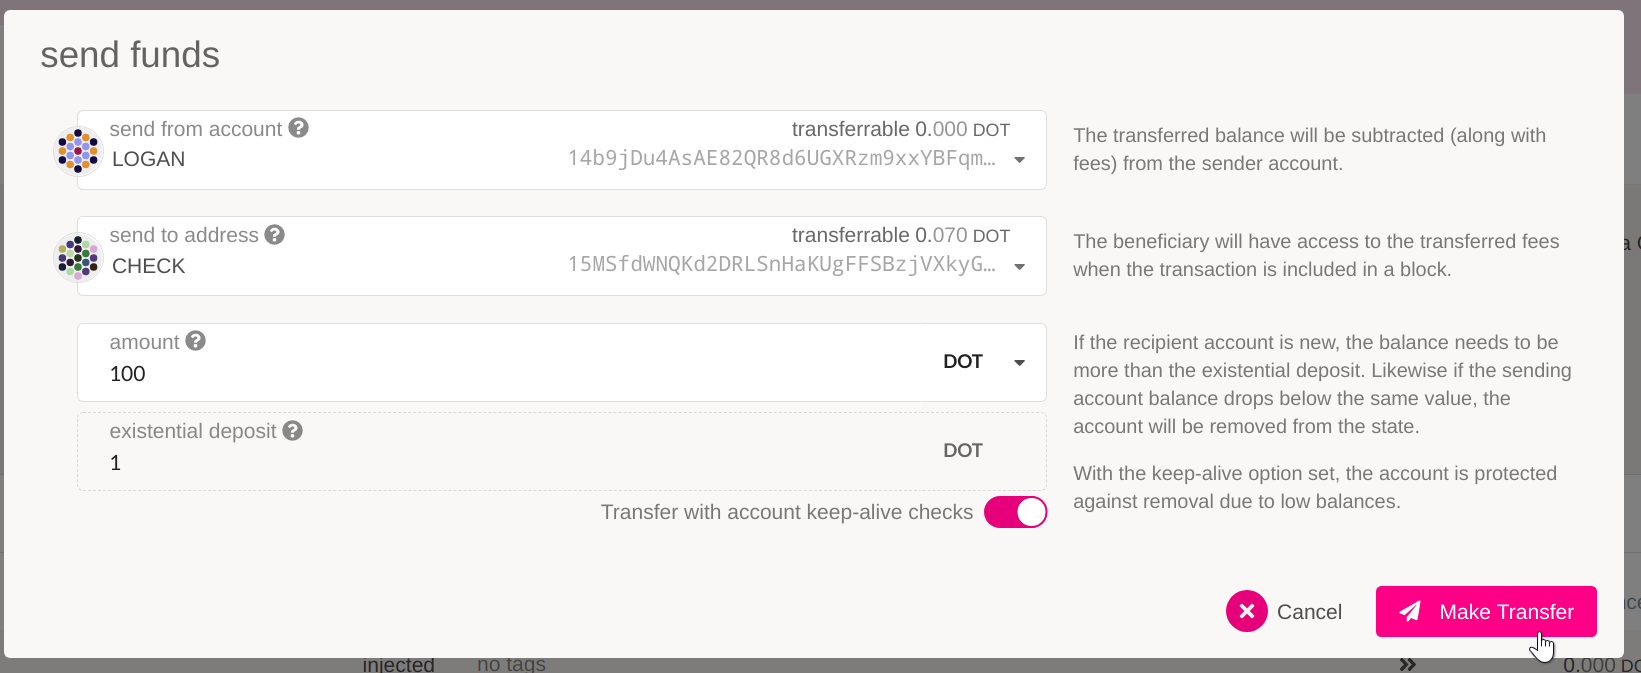 send funds
send from account ?
transferrable 0.000 DOT
LOGAN
14b9jDu4AsAE82QR8d6UGXRzm9xxYBFqm…
The transferred balance will be subtracted (along with
fees) from the sender account.
send to address ?
transferrable 0.070 DOT
CHECK
15MSfdWNQKd2DRLSnHaKUgFFSBzjVXkyG…
The beneficiary will have access to the transferred fees
when the transaction is included in a block.
amount ?
100
DOT
If the recipient account is new, the balance needs to be
more than the existential deposit. Likewise if the sending
account balance drops below the same value, the
account will be removed from the state.
existential deposit ?
1
DOT
With the keep-alive option set, the account is protected
against removal due to low balances.
Transfer with account keep-alive checks
Cancel
Make Transfer
injected
no tags
0.000 DO